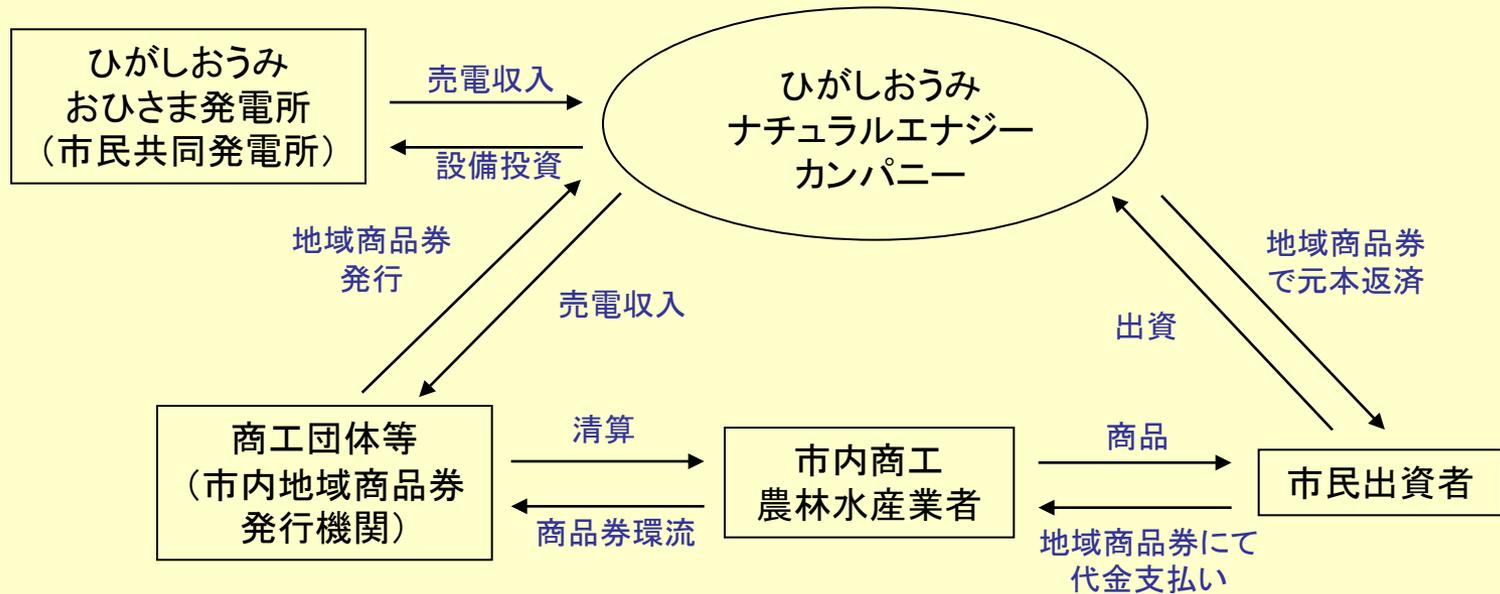 ひがしおうみ
おひさま発電所
（市民共同発電所）
売電収入
設備投資
ひがしおうみ
ナチュラルエナジー
カンパニー
地域商品券
発行
売電収入
出資
地域商品券
で元本返済
商工団体等
（市内地域商品券
発行機関）
清算
商品券環流
市内商工
農林水産業者
商品
地域商品券にて
代金支払い
市民出資者